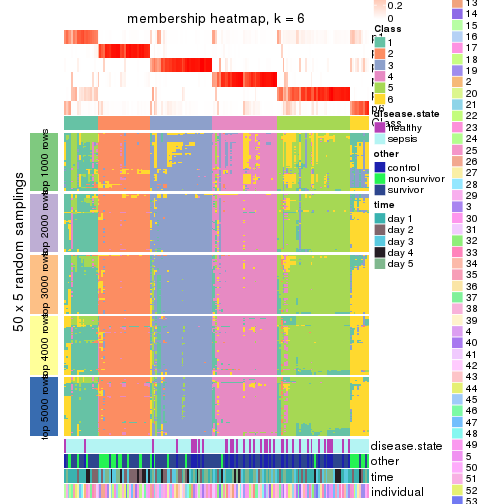 membership heatmap, k = 6
50 x 5 random samplings
top 1000 rows
top 2000 rows
top 3000 rows
top 4000 rows
top 5000 rows
p1
p6
Class
disease.state
other
time
individual
0.2
0
Class
1
2
3
4
5
6
disease.state
healthy
sepsis
other
control
non-survivor
survivor
time
day 1
day 2
day 3
day 4
day 5
13
14
15
16
17
18
19
2
20
21
22
23
24
25
26
27
28
29
3
30
31
32
33
34
35
36
37
38
39
4
40
41
42
43
44
45
46
47
48
49
5
50
51
52
53